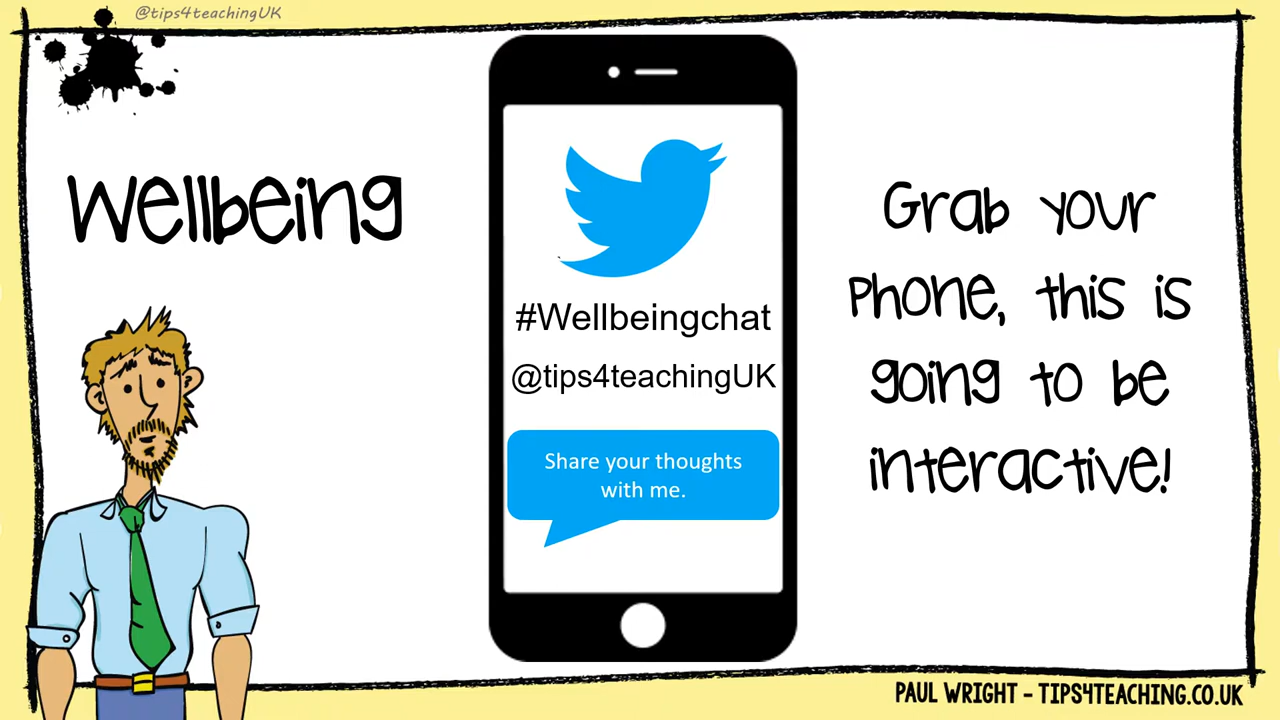 @tips4teachingUK
Wellbeing
#Wellbeingchat
@tips4teachingUK
Share your thoughts
with me.
Grab your
Phone, this is
going to be
interactive!
PAUL WRIGHT - TIPS4TEACHING.CO.UK